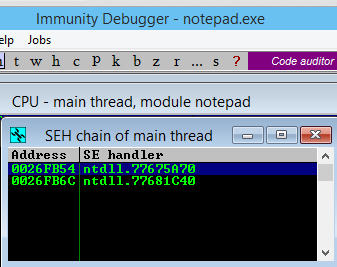 Immunity Debugger - notepad.exe
elp Jobs
t w h c p k b z r ... s ? Code auditor
CPU - main thread, module notepad
SEH chain of main thread
Address SE handler
0026FB54 ntdll.77675A70
0026FB6C ntdll.77681C40